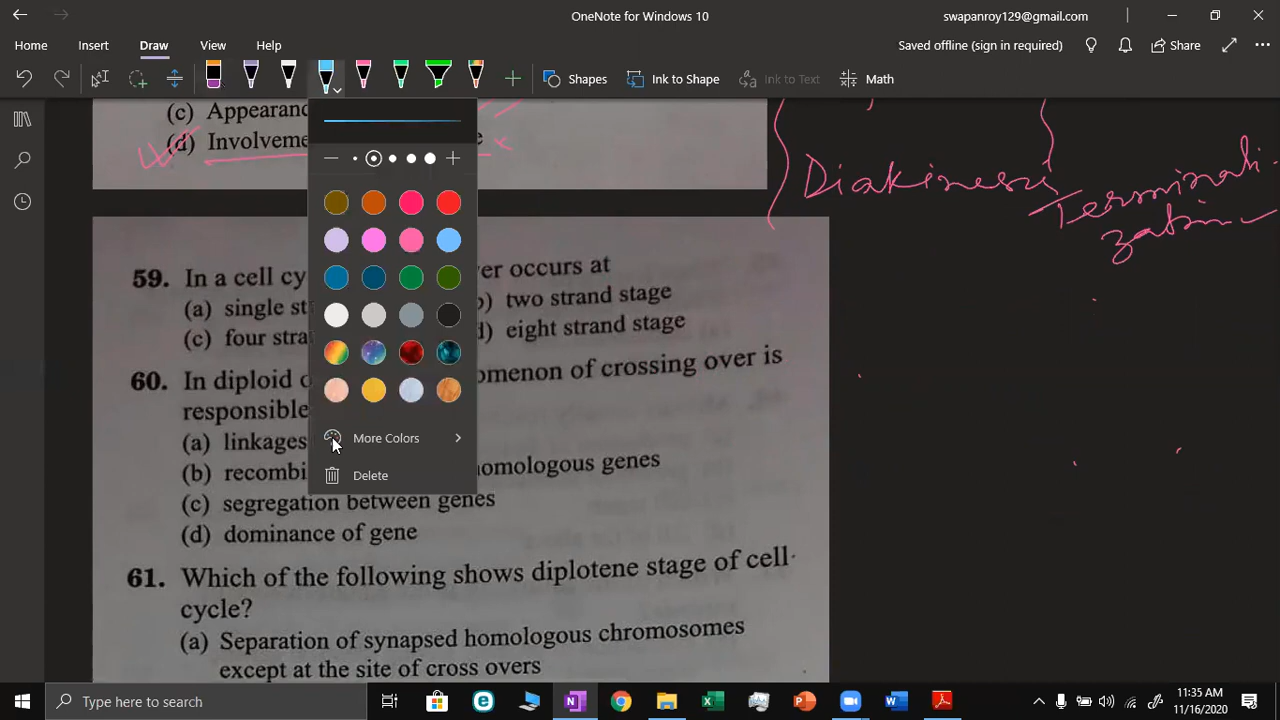 OneNote for Windows 10
swapanroy129@gmail.com
Home Insert Draw View Help
Saved offline (sign in required)
Share
Shapes
Ink to Shape
Ink to Text
Math
(c) Appearanc
(d) Involveme
Diakinesis
Terminali-
zation
59. In a cell cy er occurs at
(a) single st b) two strand stage
(c) four stra d) eight strand stage
60. In diploid o omenon of crossing over is
responsible
(a) linkages
(b) recombi homologous genes
(c) segregation between genes
(d) dominance of gene
More Colors
Delete
61. Which of the following shows diplotene stage of cell
cycle?
(a) Separation of synapsed homologous chromosomes
except at the site of cross overs
Type here to search
11:35 AM
11/16/2020